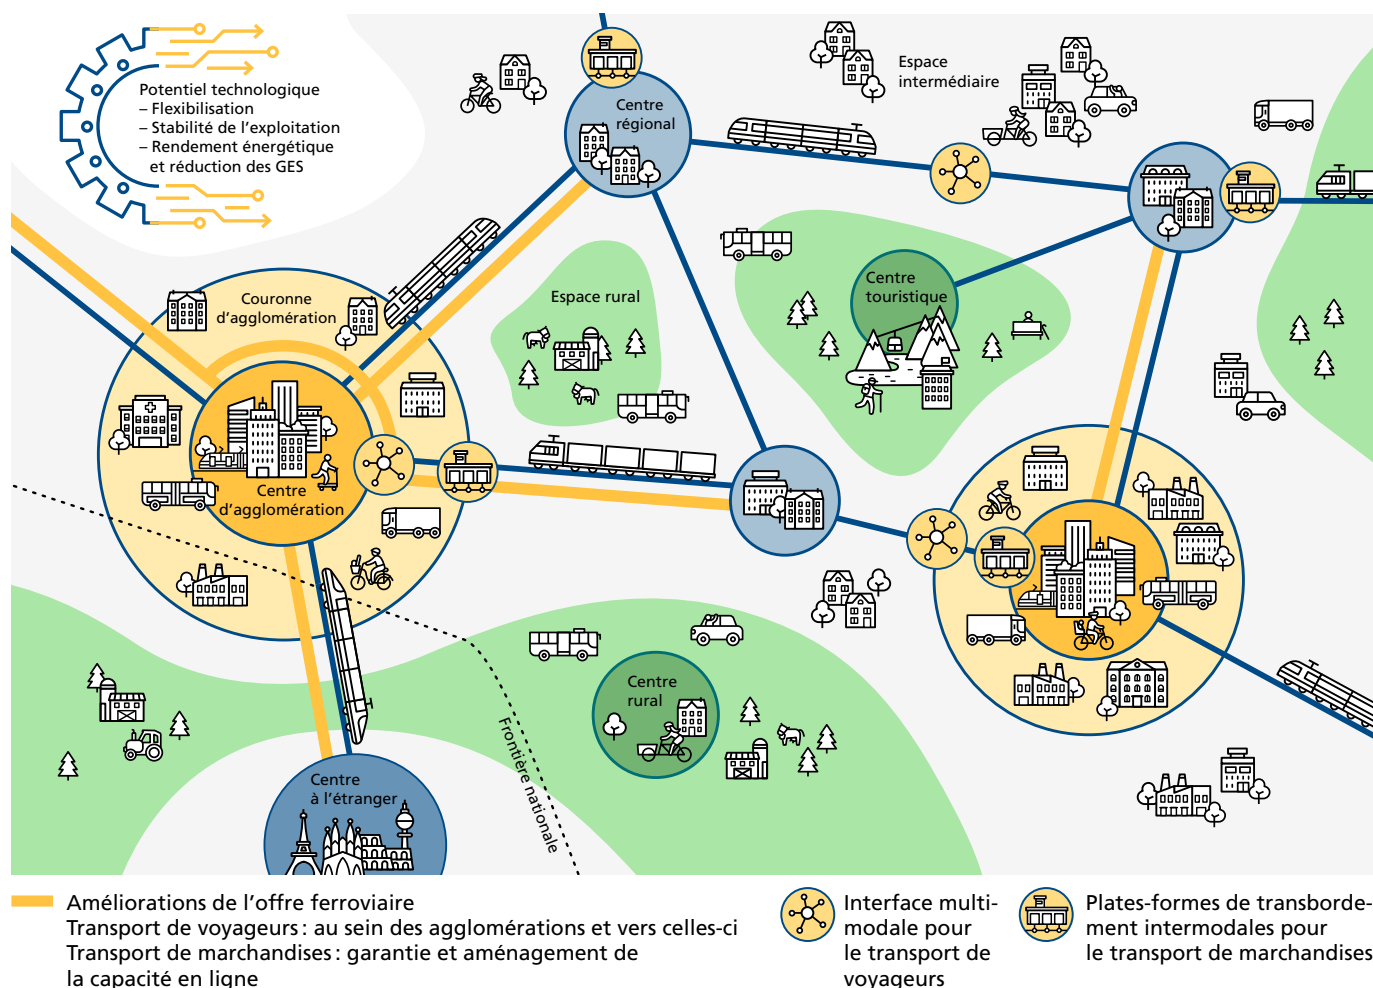 Potentiel technologique
– Flexibilisation
– Stabilité de l’exploitation
– Rendement énergétique
et réduction des GES
Centre
régional
Espace
intermédiaire
Couronne
d’agglomération
Espace rural
Centre
touristique
Centre
d’agglomération
Centre
rural
Frontière nationale
Centre
à l’étranger
Améliorations de l’offre ferroviaire
Transport de voyageurs : au sein des agglomérations et vers celles-ci
Transport de marchandises : garantie et aménagement de
la capacité en ligne
Interface multi-
modale pour
le transport de
voyageurs
Plates-formes de transborde-
ment intermodales pour
le transport de marchandises